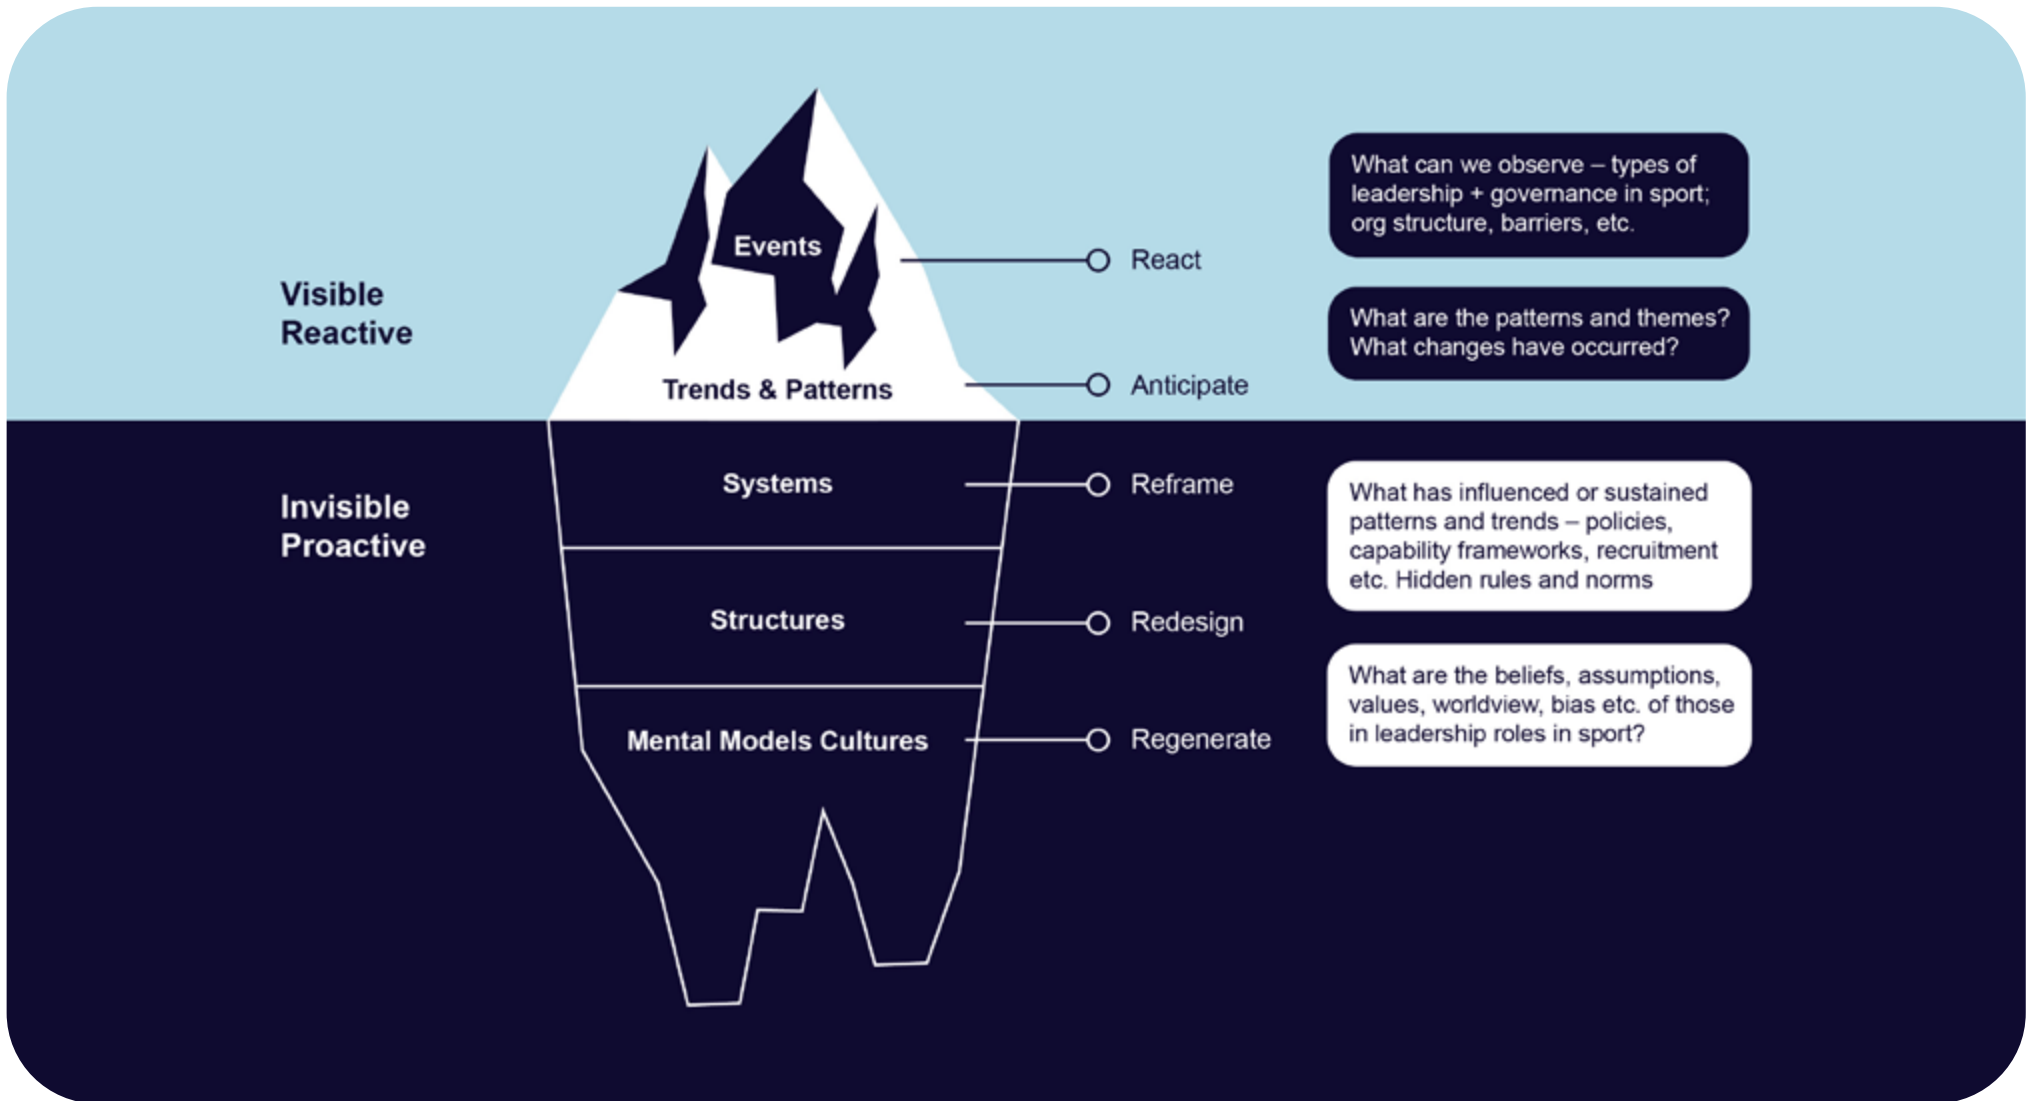 Visible
Reactive
Events
React
What can we observe – types of
leadership + governance in sport;
org structure, barriers, etc.
Trends & Patterns
Anticipate
What are the patterns and themes?
What changes have occurred?
Invisible
Proactive
Systems
Reframe
What has influenced or sustained
patterns and trends – policies,
capability frameworks, recruitment
etc. Hidden rules and norms
Structures
Redesign
Mental Models Cultures
Regenerate
What are the beliefs, assumptions,
values, worldview, bias etc. of those
in leadership roles in sport?